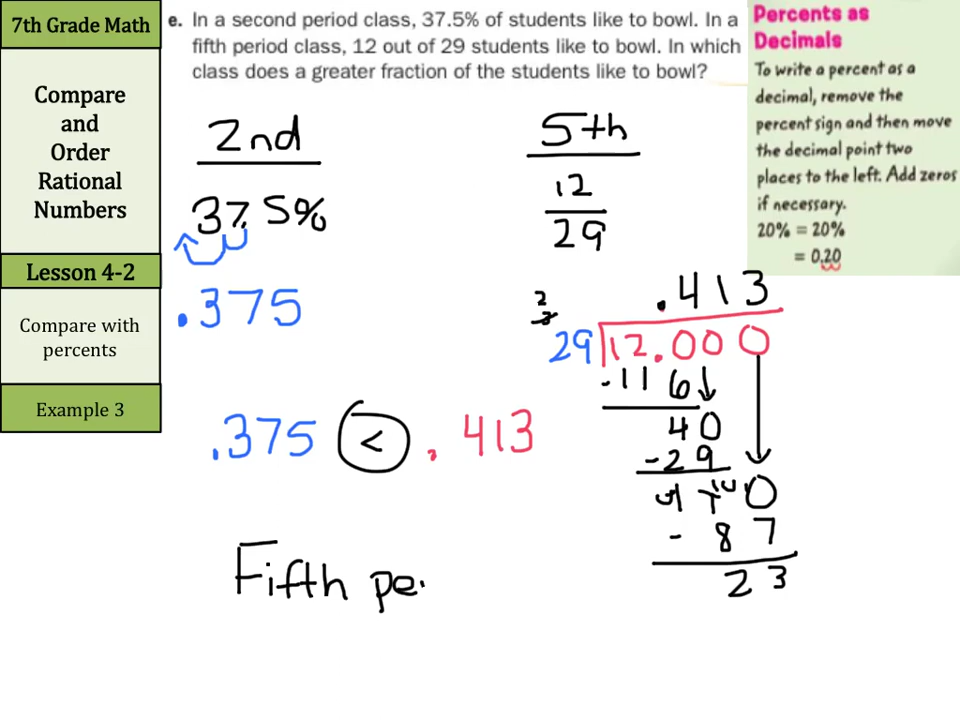 7th Grade Math
Compare
and
Order
Rational
Numbers
Lesson 4-2
Compare with
percents
Example 3
e. In a second period class, 37.5% of students like to bowl. In a
fifth period class, 12 out of 29 students like to bowl. In which
class does a greater fraction of the students like to bowl?
Percents as
Decimals
To write a percent as a
decimal, remove the
percent sign and then move
the decimal point two
places to the left. Add zeros
if necessary.
20% = 20%
= 0.20
2nd
37.5%
.375
5th
12
29
.413
2
3
29 12.000
-116
40
-29
110
- 87
23
.375 < .413
Fifth pe